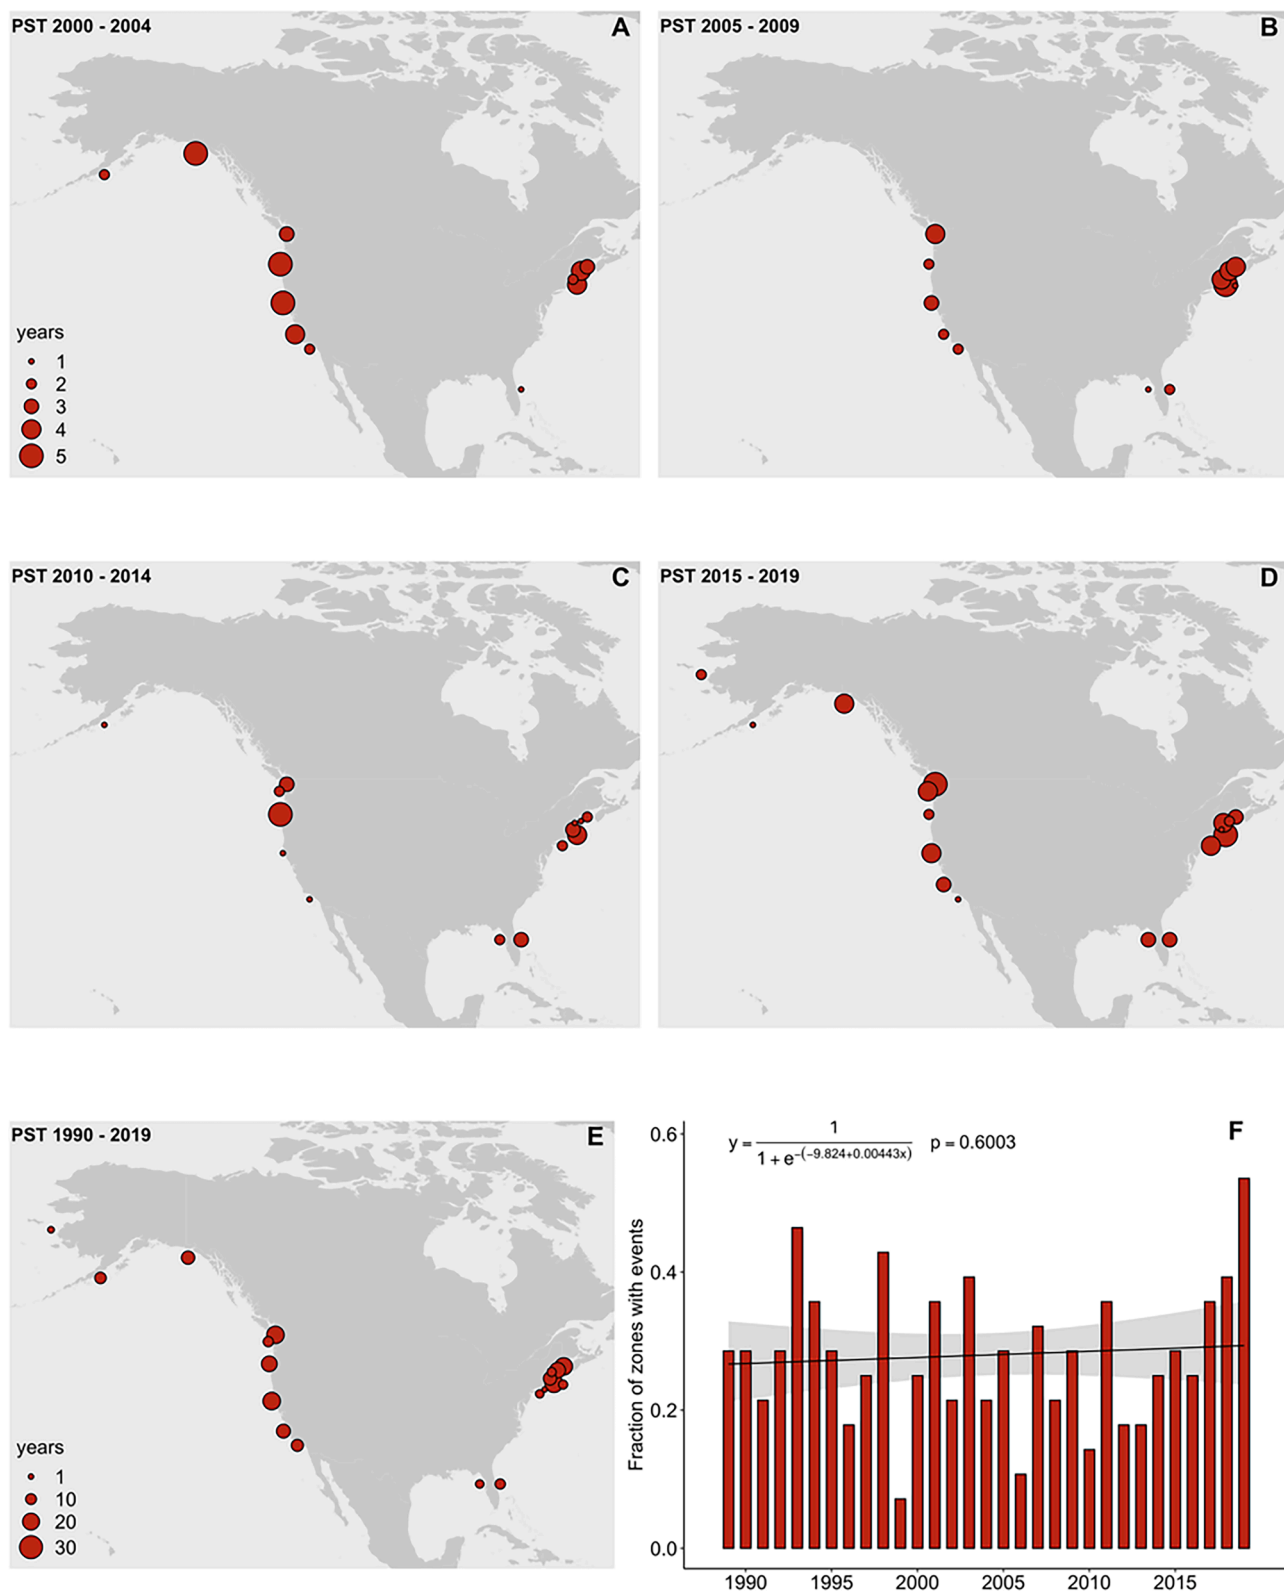 PST 2000 - 2004 A
years
1
2
3
4
5
PST 2005 - 2009 B
PST 2010 - 2014 C
PST 2015 - 2019 D
PST 1990 - 2019 E
years
1
10
20
30
F
y = 1 / 1 + e^-(-9.824+0.00443x) p = 0.6003
Fraction of zones with events
0.6
0.4
0.2
0.0
1990 1995 2000 2005 2010 2015